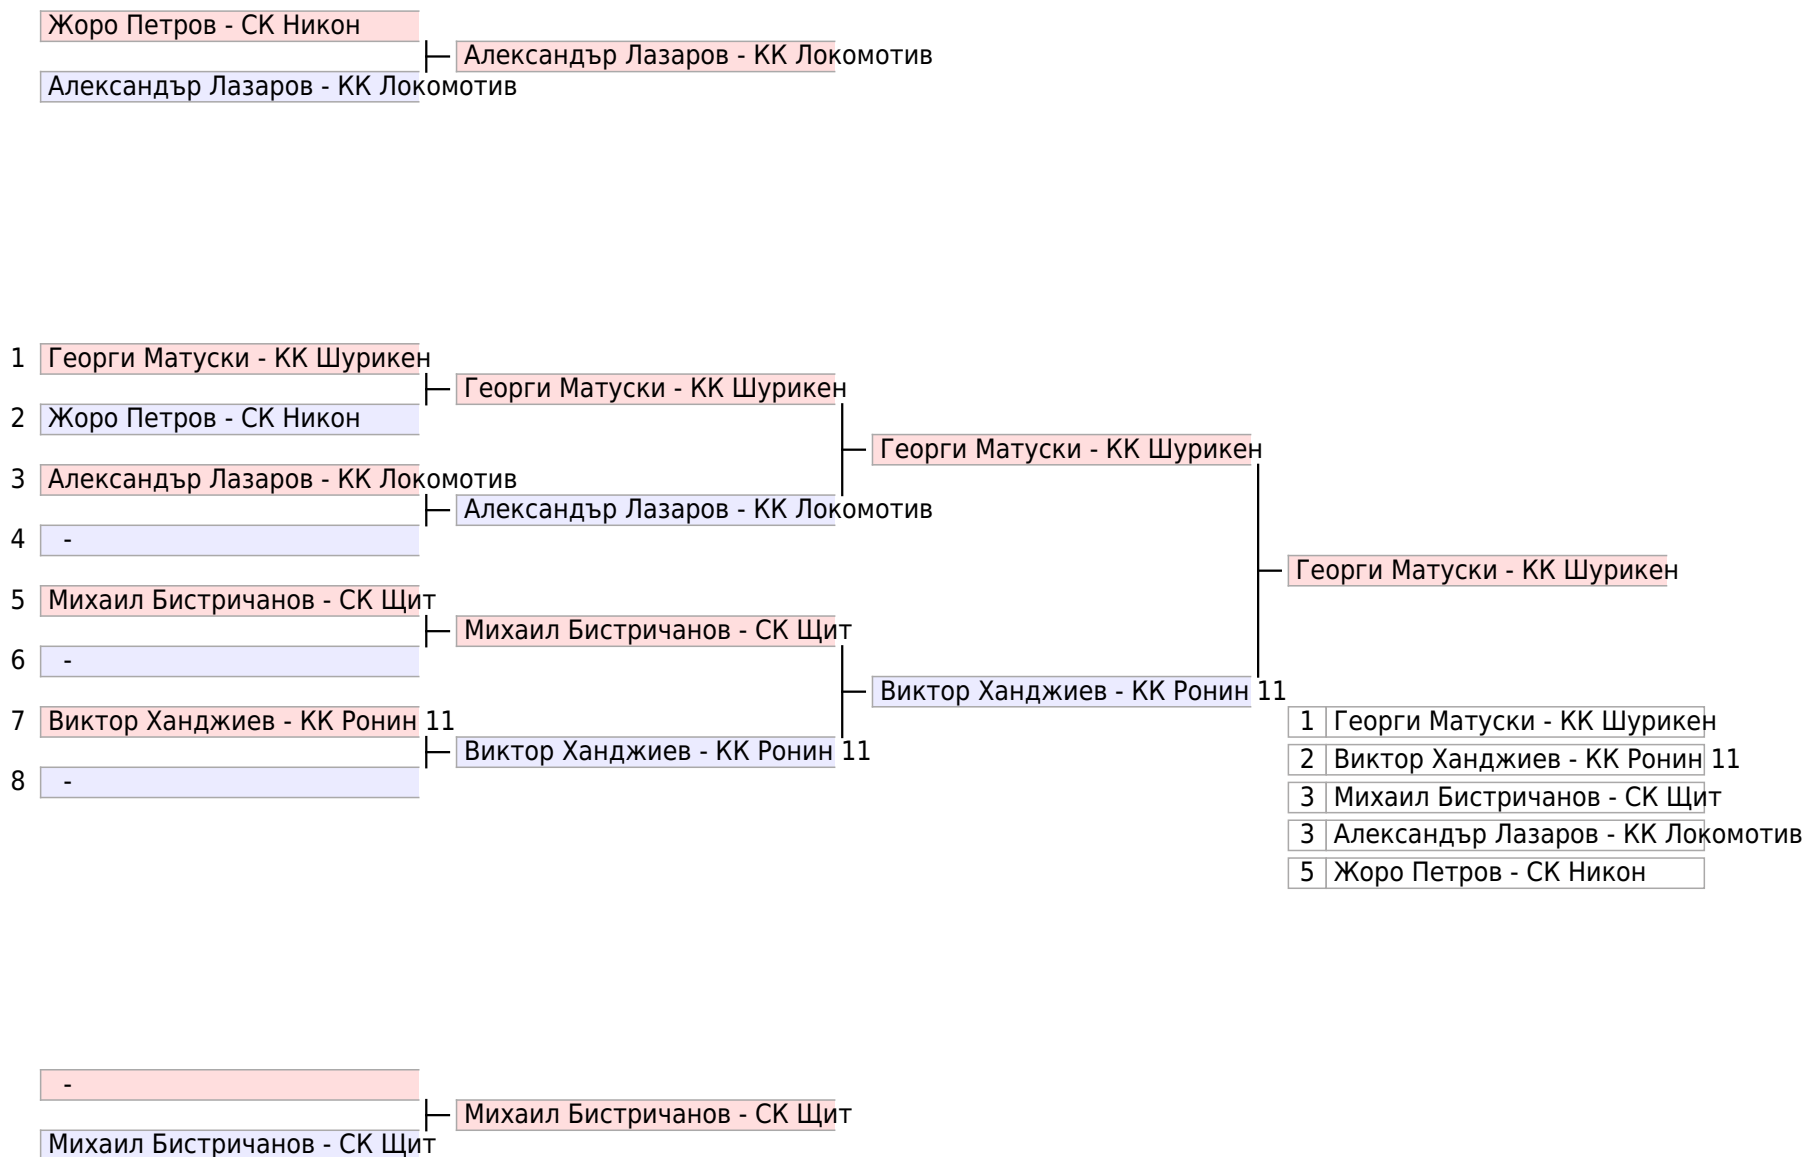 Жоро Петров - СК Никон
Александър Лазаров - КК Локомотив
Александър Лазаров - КК Локомотив
1 Георги Матуски - КК Шурикен
Георги Матуски - КК Шурикен
2 Жоро Петров - СК Никон
Георги Матуски - КК Шурикен
3 Александър Лазаров - КК Локомотив
Александър Лазаров - КК Локомотив
4 -
Георги Матуски - КК Шурикен
5 Михаил Бистричанов - СК Щит
Михаил Бистричанов - СК Щит
6 -
Виктор Ханджиев - КК Ронин 11
7 Виктор Ханджиев - КК Ронин 11
Виктор Ханджиев - КК Ронин 11
8 -
1 Георги Матуски - КК Шурикен
2 Виктор Ханджиев - КК Ронин 11
3 Михаил Бистричанов - СК Щит
3 Александър Лазаров - КК Локомотив
5 Жоро Петров - СК Никон
-
Михаил Бистричанов - СК Щит
Михаил Бистричанов - СК Щит